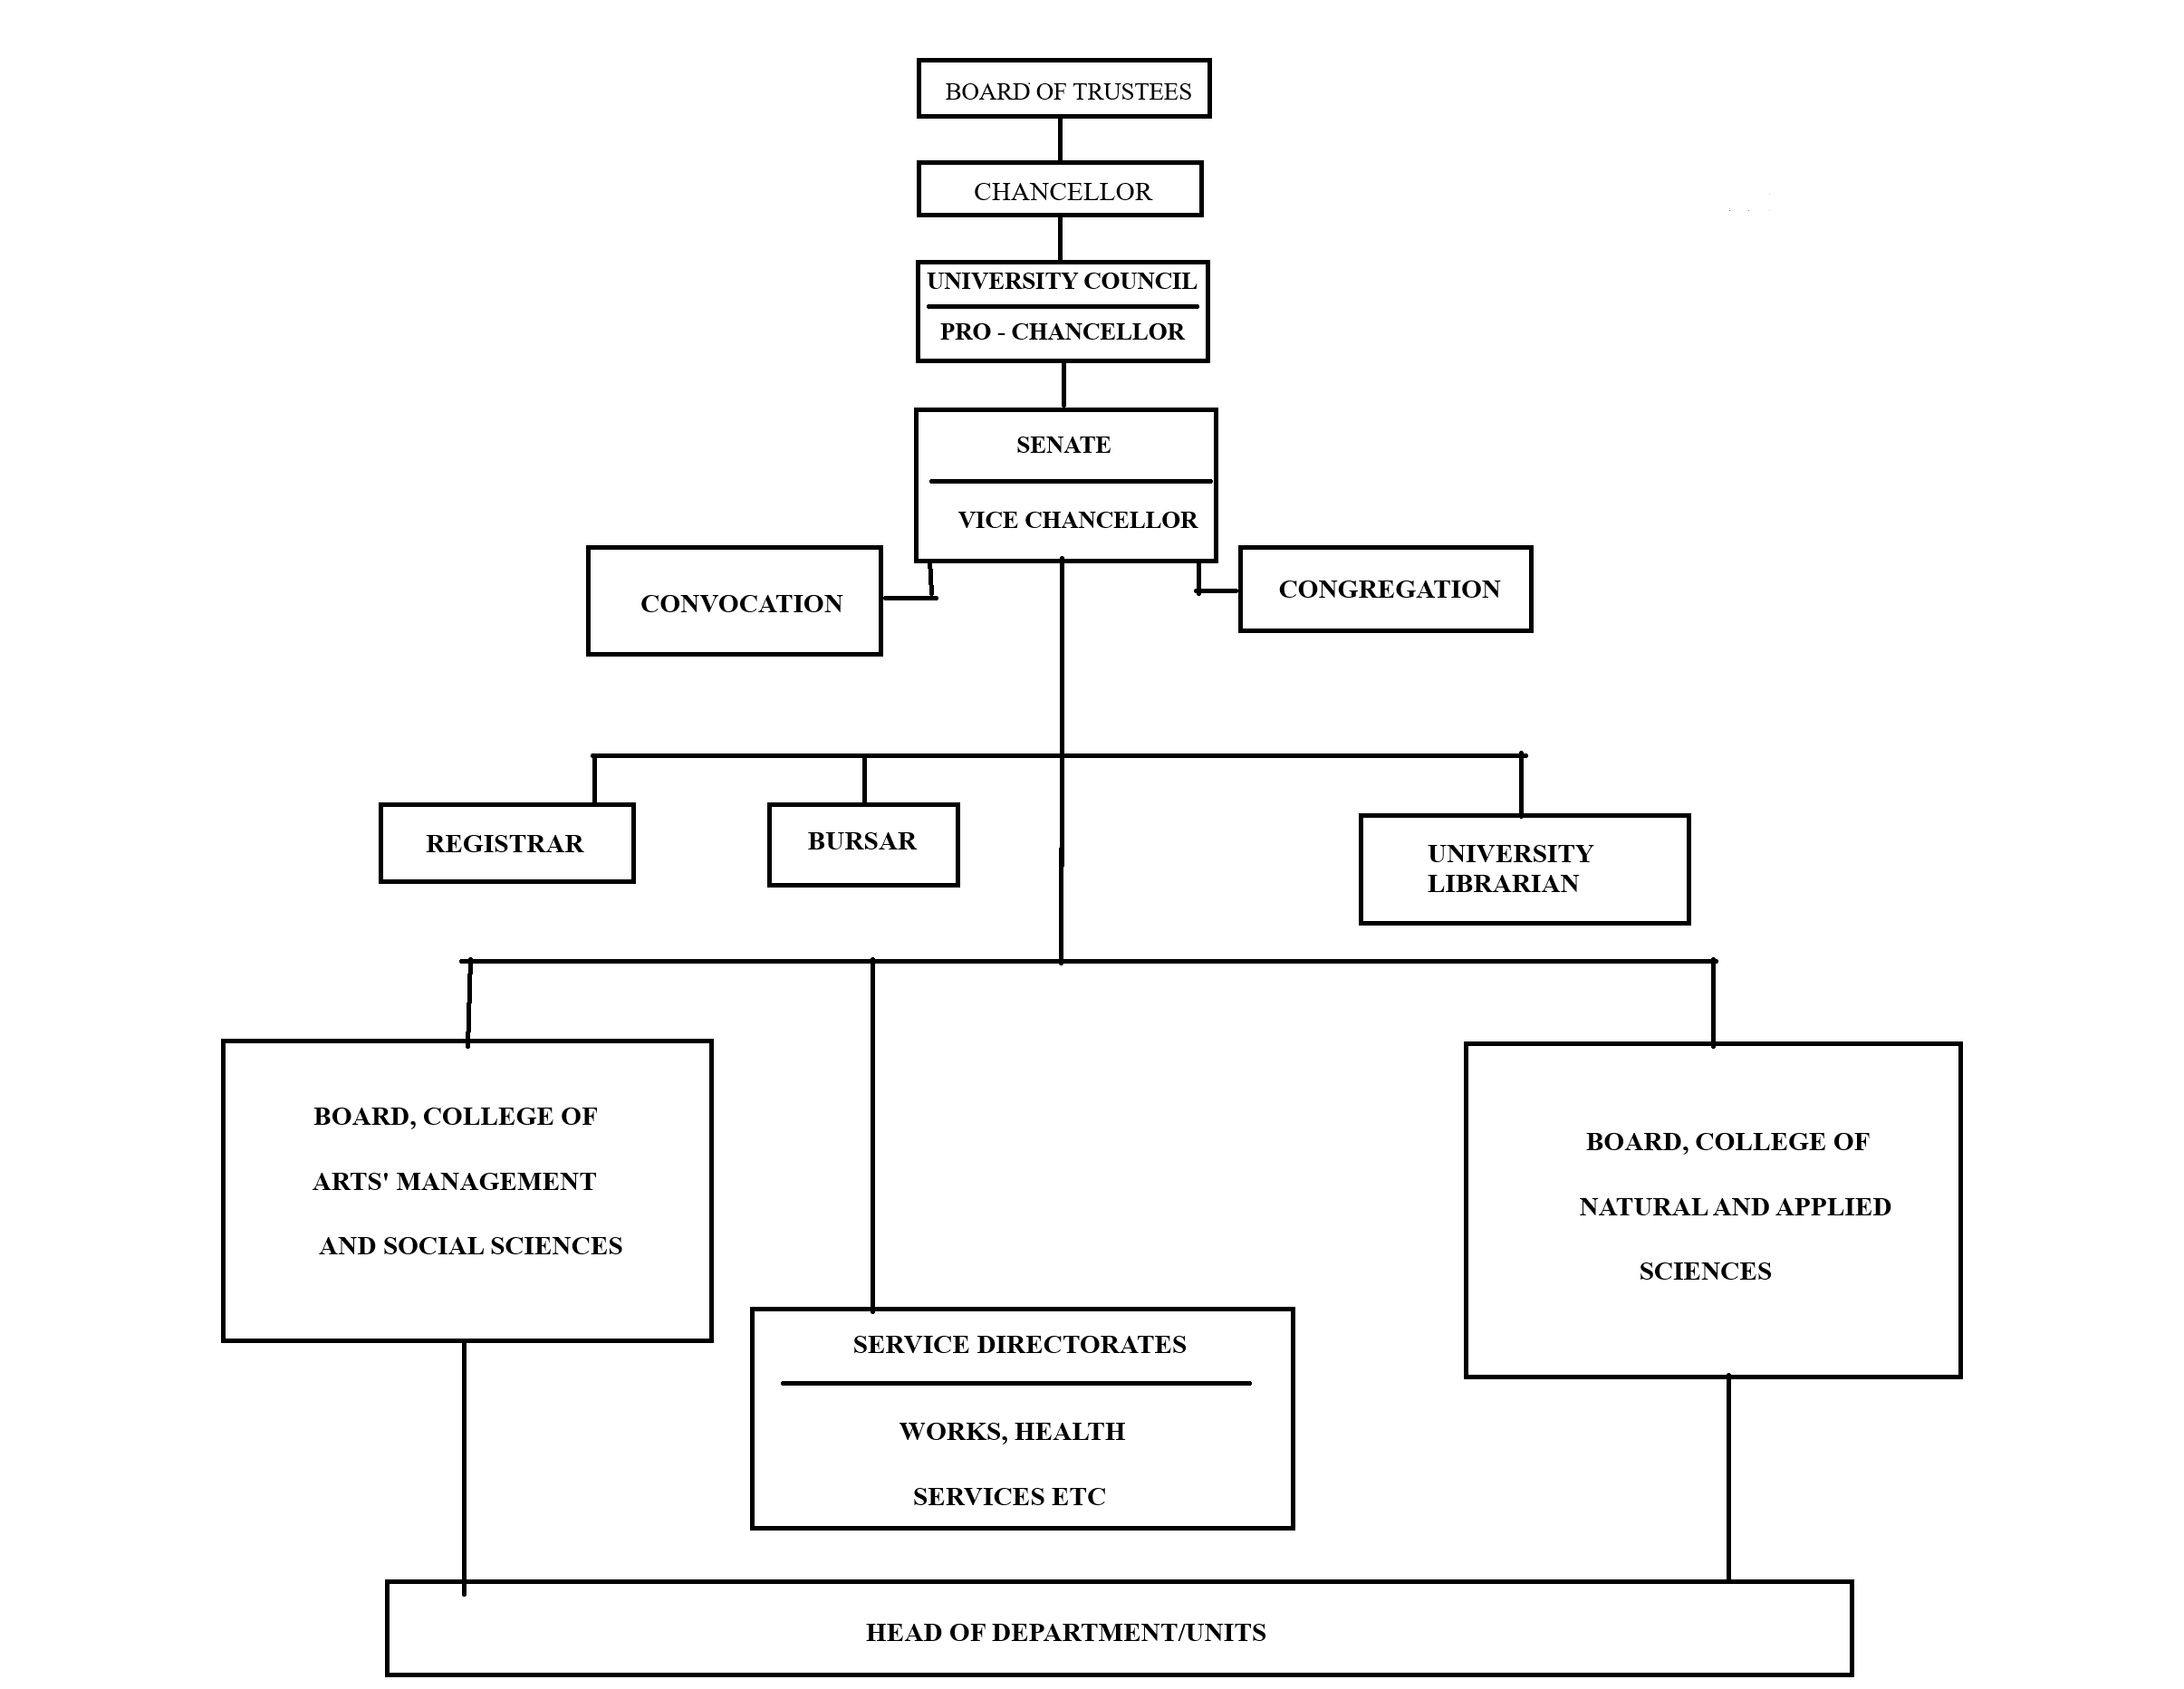 BOARD OF TRUSTEES
CHANCELLOR
UNIVERSITY COUNCIL
PRO - CHANCELLOR
SENATE
VICE CHANCELLOR
CONVOCATION
CONGREGATION
REGISTRAR
BURSAR
UNIVERSITY
LIBRARIAN
BOARD, COLLEGE OF
ARTS' MANAGEMENT
AND SOCIAL SCIENCES
BOARD, COLLEGE OF
NATURAL AND APPLIED
SCIENCES
SERVICE DIRECTORATES
WORKS, HEALTH
SERVICES ETC
HEAD OF DEPARTMENT/UNITS